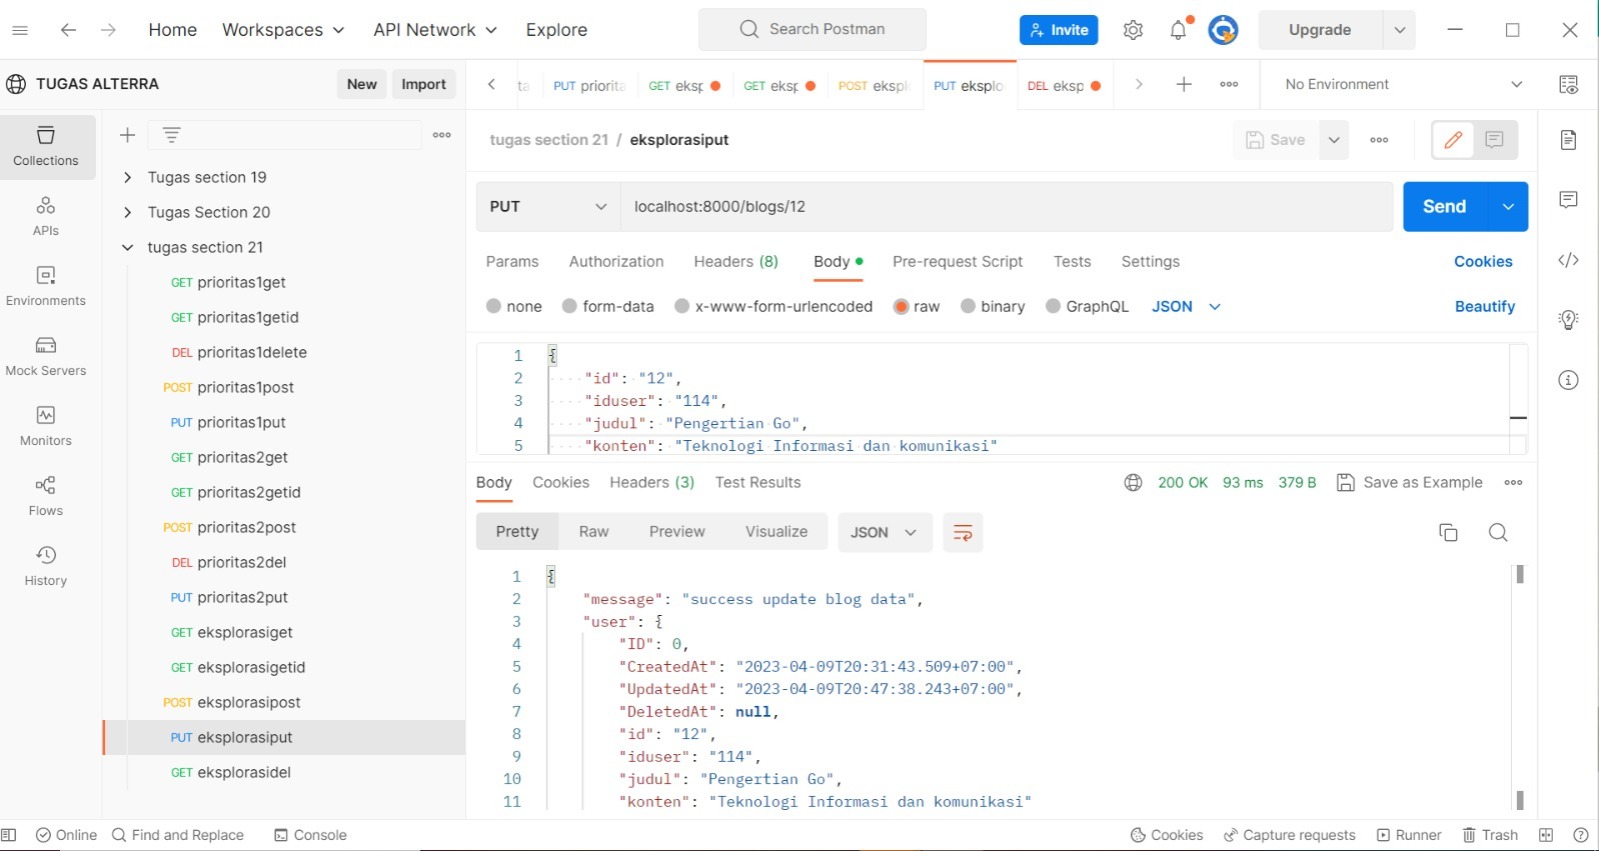 Home Workspaces API Network Explore Search Postman Invite Upgrade
TUGAS ALTERRA New Import
PUT priorita GET eksp GET eksp POST ekspl PUT eksplo DEL eksp No Environment
tugas section 21 / eksplorasiput Save
PUT localhost:8000/blogs/12 Send
Params Authorization Headers (8) Body Pre-request Script Tests Settings Cookies
none form-data x-www-form-urlencoded raw binary GraphQL JSON Beautify
1 {
2 "id": "12",
3 "iduser": "114",
4 "judul": "Pengertian Go",
5 "konten": "Teknologi Informasi dan komunikasi"
Body Cookies Headers (3) Test Results 200 OK 93 ms 379 B Save as Example
Pretty Raw Preview Visualize JSON
1 {
2 "message": "success update blog data",
3 "user": {
4 "ID": 0,
5 "CreatedAt": "2023-04-09T20:31:43.509+07:00",
6 "UpdatedAt": "2023-04-09T20:47:38.243+07:00",
7 "DeletedAt": null,
8 "id": "12",
9 "iduser": "114",
10 "judul": "Pengertian Go",
11 "konten": "Teknologi Informasi dan komunikasi"
Collections
APIs
Environments
Mock Servers
Monitors
Flows
History
Tugas section 19
Tugas Section 20
tugas section 21
GET prioritas1get
GET prioritas1getid
DEL prioritas1delete
POST prioritas1post
PUT prioritas1put
GET prioritas2get
GET prioritas2getid
POST prioritas2post
DEL prioritas2del
PUT prioritas2put
GET eksplorasiget
GET eksplorasigetid
POST eksplorasipost
PUT eksplorasiput
GET eksplorasidel
Online Find and Replace Console Cookies Capture requests Runner Trash